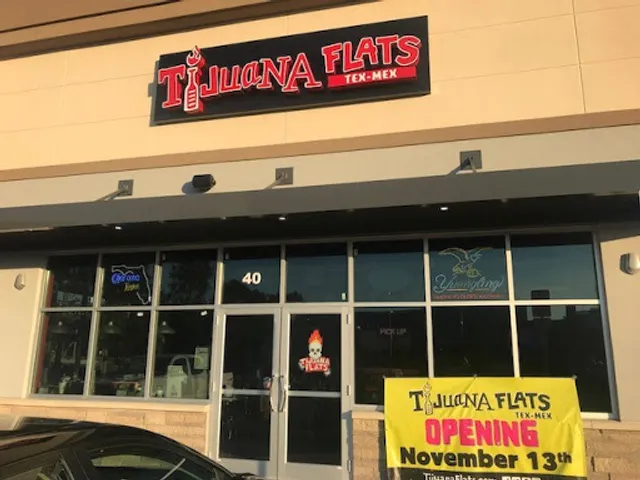 TIJUANA FLATS
TEX-MEX
40
Corona
Yuengling
PICK UP
TIJUANA
FLATS
TIJUANA FLATS
TEX-MEX
OPENING
November 13th
TijuanaFlats.com